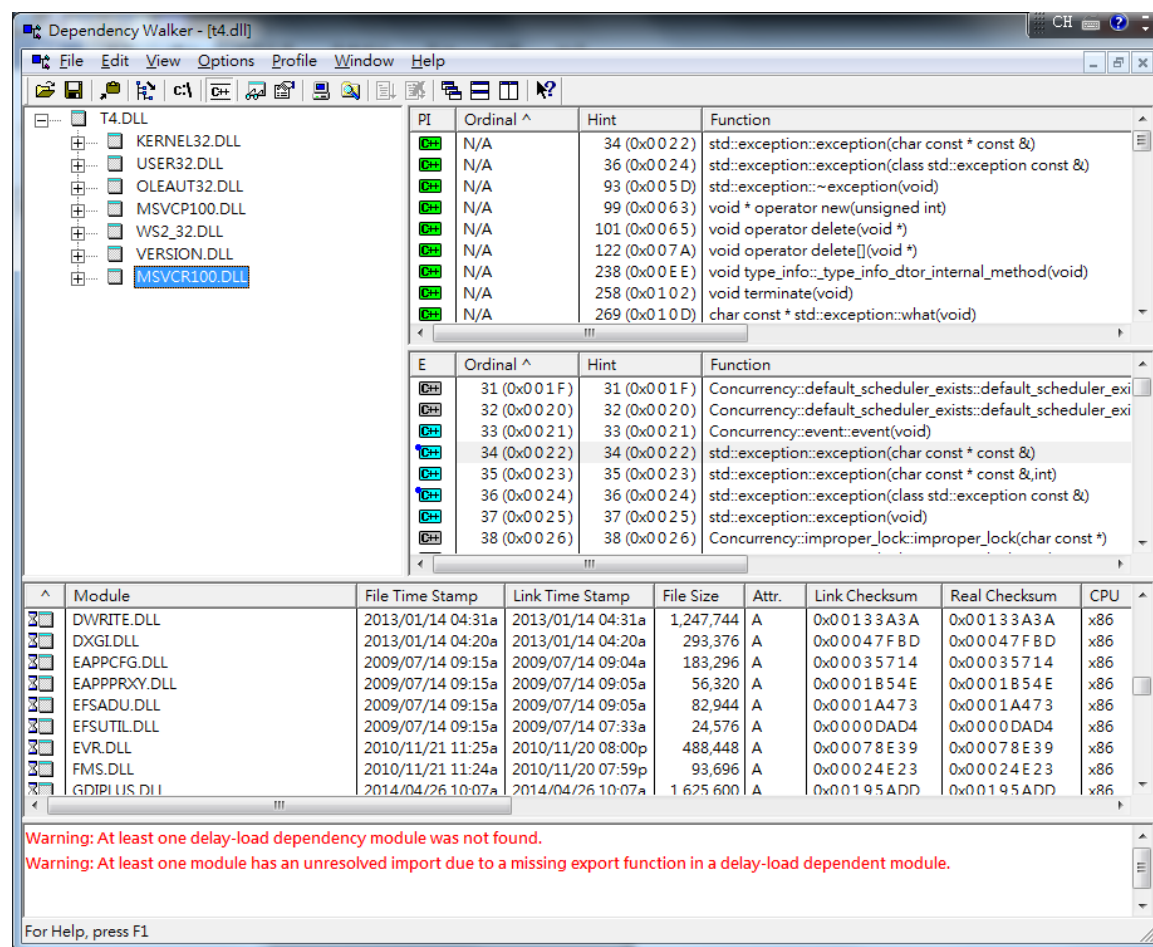 Dependency Walker - [t4.dll]
CH
File Edit View Options Profile Window Help
c:\ C++
T4.DLL
KERNEL32.DLL
USER32.DLL
OLEAUT32.DLL
MSVCP100.DLL
WS2_32.DLL
VERSION.DLL
MSVCR100.DLL
PI Ordinal ^ Hint Function
C++ N/A 34 (0x0022) std::exception::exception(char const * const &)
C++ N/A 36 (0x0024) std::exception::exception(class std::exception const &)
C++ N/A 93 (0x005D) std::exception::~exception(void)
C++ N/A 99 (0x0063) void * operator new(unsigned int)
C++ N/A 101 (0x0065) void operator delete(void *)
C++ N/A 122 (0x007A) void operator delete[](void *)
C++ N/A 238 (0x00EE) void type_info::_type_info_dtor_internal_method(void)
C++ N/A 258 (0x0102) void terminate(void)
C++ N/A 269 (0x010D) char const * std::exception::what(void)
E Ordinal ^ Hint Function
C++ 31 (0x001F) 31 (0x001F) Concurrency::default_scheduler_exists::default_scheduler_exi
C++ 32 (0x0020) 32 (0x0020) Concurrency::default_scheduler_exists::default_scheduler_exi
C++ 33 (0x0021) 33 (0x0021) Concurrency::event::event(void)
C++ 34 (0x0022) 34 (0x0022) std::exception::exception(char const * const &)
C++ 35 (0x0023) 35 (0x0023) std::exception::exception(char const * const &,int)
C++ 36 (0x0024) 36 (0x0024) std::exception::exception(class std::exception const &)
C++ 37 (0x0025) 37 (0x0025) std::exception::exception(void)
C++ 38 (0x0026) 38 (0x0026) Concurrency::improper_lock::improper_lock(char const *)
^ Module File Time Stamp Link Time Stamp File Size Attr. Link Checksum Real Checksum CPU
DWRITE.DLL 2013/01/14 04:31a 2013/01/14 04:31a 1,247,744 A 0x00133A3A 0x00133A3A x86
DXGI.DLL 2013/01/14 04:20a 2013/01/14 04:20a 293,376 A 0x00047FBD 0x00047FBD x86
EAPPCFG.DLL 2009/07/14 09:15a 2009/07/14 09:04a 183,296 A 0x00035714 0x00035714 x86
EAPPPRXY.DLL 2009/07/14 09:15a 2009/07/14 09:05a 56,320 A 0x0001B54E 0x0001B54E x86
EFSADU.DLL 2009/07/14 09:15a 2009/07/14 09:05a 82,944 A 0x0001A473 0x0001A473 x86
EFSUTIL.DLL 2009/07/14 09:15a 2009/07/14 07:33a 24,576 A 0x0000DAD4 0x0000DAD4 x86
EVR.DLL 2010/11/21 11:25a 2010/11/20 08:00p 488,448 A 0x00078E39 0x00078E39 x86
FMS.DLL 2010/11/21 11:24a 2010/11/20 07:59p 93,696 A 0x00024E23 0x00024E23 x86
GDIPLUS.DLL 2014/04/26 10:07a 2014/04/26 10:07a 1,625,600 A 0x00195ADD 0x00195ADD x86
Warning: At least one delay-load dependency module was not found.
Warning: At least one module has an unresolved import due to a missing export function in a delay-load dependent module.
For Help, press F1